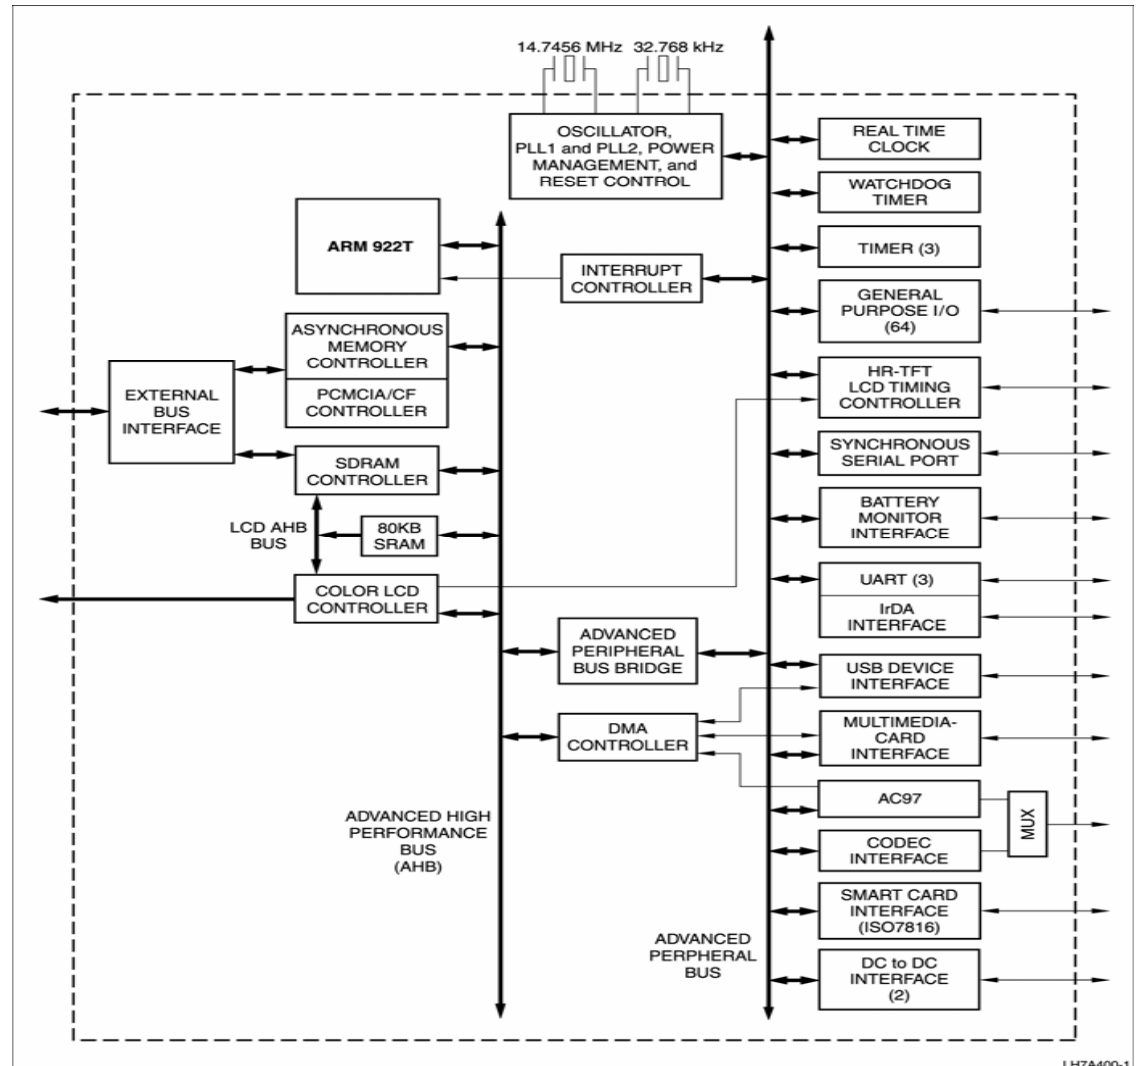 14.7456 MHz
32.768 kHz
OSCILLATOR,
PLL1 and PLL2, POWER
MANAGEMENT, and
RESET CONTROL
REAL TIME
CLOCK
WATCHDOG
TIMER
ARM 922T
TIMER (3)
INTERRUPT
CONTROLLER
GENERAL
PURPOSE I/O
(64)
ASYNCHRONOUS
MEMORY
CONTROLLER
PCMCIA/CF
CONTROLLER
HR-TFT
LCD TIMING
CONTROLLER
EXTERNAL
BUS
INTERFACE
SYNCHRONOUS
SERIAL PORT
SDRAM
CONTROLLER
BATTERY
MONITOR
INTERFACE
LCD AHB
BUS
80KB
SRAM
COLOR LCD
CONTROLLER
UART (3)
IrDA
INTERFACE
ADVANCED
PERIPHERAL
BUS BRIDGE
USB DEVICE
INTERFACE
DMA
CONTROLLER
MULTIMEDIA-
CARD
INTERFACE
AC97
MUX
ADVANCED HIGH
PERFORMANCE
BUS
(AHB)
CODEC
INTERFACE
SMART CARD
INTERFACE
(ISO7816)
ADVANCED
PERPHERAL
BUS
DC to DC
INTERFACE
(2)
LH7A400-1